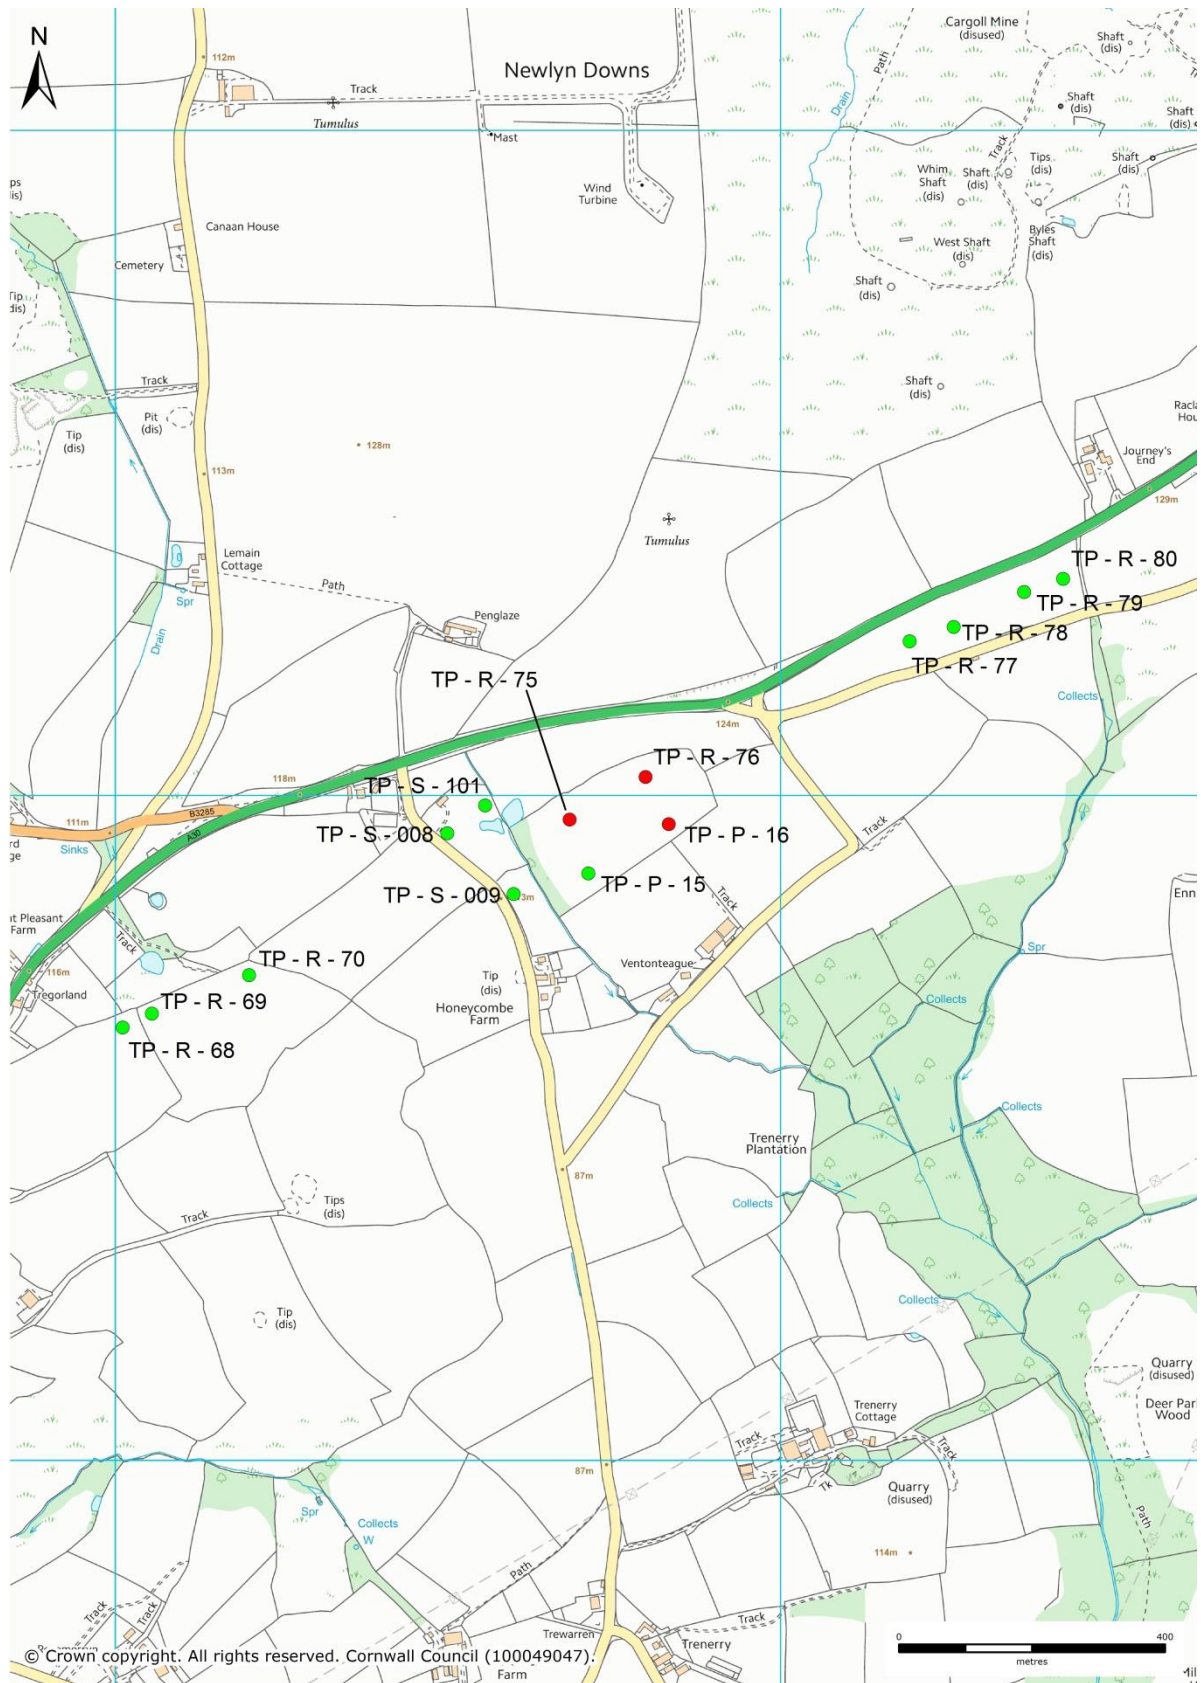 N
112m
Track
Tumulus
Newlyn Downs
Mast
Wind
Turbine
Cargoll Mine
(disused)
Path
Drain
Shaft
(dis)
Shaft
(dis)
Shaft
(dis)
Track
Whim
Shaft
(dis)
Shaft
(dis)
Tips
(dis)
Shaft
(dis)
West Shaft
(dis)
Byles
Shaft
(dis)
Shaft
(dis)
Canaan House
Cemetery
Track
Pit
(dis)
Tip
(dis)
128m
113m
Shaft
(dis)
Journey's
End
129m
Tumulus
Lemain
Cottage
Spr
Path
Drain
Penglaze
TP - R - 80
TP - R - 79
TP - R - 78
TP - R - 77
TP - R - 75
Collects
124m
TP - R - 76
118m
TP - S - 101
B3285
A30
111m
Sinks
TP - S - 008
TP - P - 16
Track
TP - P - 15
TP - S - 009
Track
Farm
Track
116m
Tregorland
TP - R - 70
TP - R - 69
TP - R - 68
Tip
(dis)
Honeycombe
Farm
Ventonteague
Spr
Collects
Collects
Trenerry
Plantation
87m
Collects
Tips
(dis)
Track
Tip
(dis)
Collects
Quarry
(disused)
Wood
Trenerry
Cottage
Track
Track
Tk
Quarry
(disused)
87m
Spr
Collects
W
Path
Path
114m
Track
Track
Track
Trewarren
Trenerry
Farm
© Crown copyright. All rights reserved. Cornwall Council (100049047).
0 400
metres